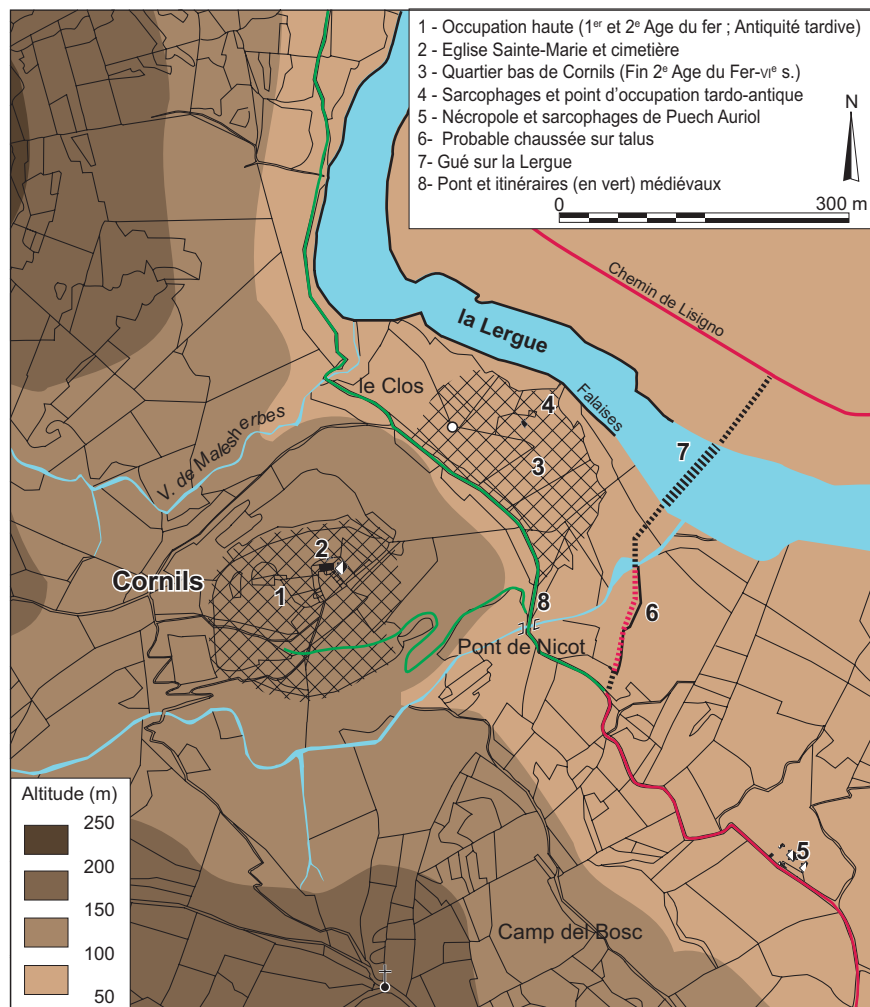 1 - Occupation haute (1er et 2e Age du fer ; Antiquité tardive)
2 - Eglise Sainte-Marie et cimetière
3 - Quartier bas de Cornils (Fin 2e Age du Fer-VIe s.)
4 - Sarcophages et point d'occupation tardo-antique
5 - Nécropole et sarcophages de Puech Auriol
6- Probable chaussée sur talus
7- Gué sur la Lergue
8- Pont et itinéraires (en vert) médiévaux
N
0 300 m
Chemin de Lisigno
la Lergue
le Clos
Falaises
4
V. de Malesherbes
7
3
2
Cornils
1
8
6
Pont de Nicot
Altitude (m)
250
200
150
100
50
5
Camp del Bosc